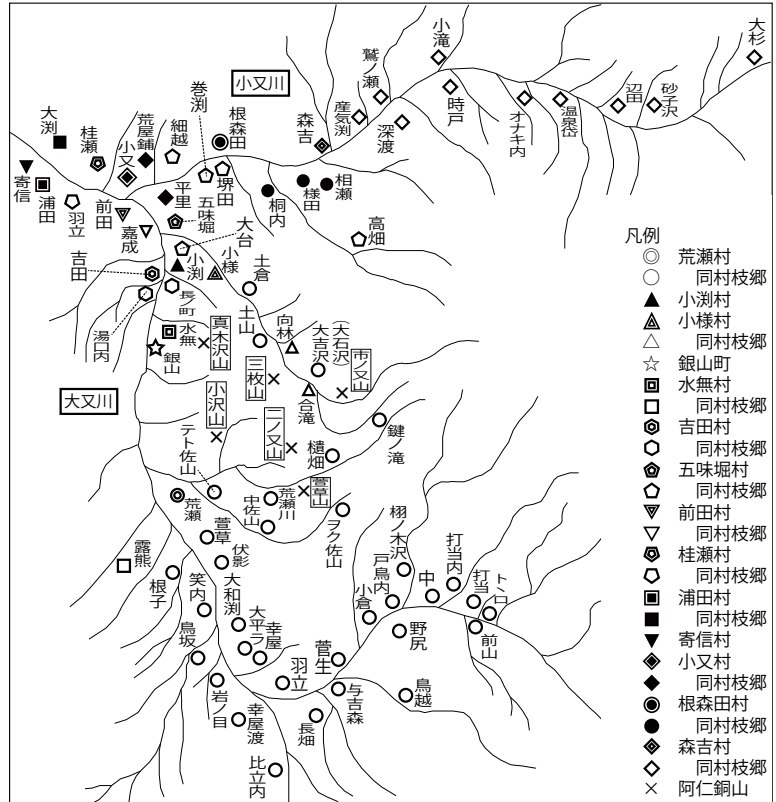 小又川
大杉
小滝
鷲ノ瀬
産気渕
森吉
時戸
深渡
オナキ内
温泉岱
辺田
砂子沢
大渕
桂瀬
荒屋鋪
小又
細越
巻渕
根森田
堺田
五味堀
平里
寄信
浦田
羽立
前田
嘉成
桐内
様田
相瀬
高畑
大台
小渕
小様
土倉
吉田
長ノ町
湯口内
水無
銀山
真木沢山
土山
向林
大吉沢
(大石沢)
市ノ又山
三枚山
合滝
大又川
小沢山
二ノ又山
テト佐山
樋畑
鍵ノ滝
荒瀬
中佐山
荒瀬川
萱草山
ヲク佐山
萱草
伏影
露熊
根子
笑内
大和渕
大平ラ
幸屋
鳥坂
岩ノ目
幸屋渡
比立内
羽立
菅生
長畑
与吉森
小倉
戸鳥内
栩ノ木沢
中
打当内
打当
トヽロ
前山
野尻
鳥越
凡例
荒瀬村
同村枝郷
小渕村
小様村
同村枝郷
銀山町
水無村
同村枝郷
吉田村
同村枝郷
五味堀村
同村枝郷
前田村
同村枝郷
桂瀬村
同村枝郷
浦田村
同村枝郷
寄信村
小又村
同村枝郷
根森田村
同村枝郷
森吉村
同村枝郷
阿仁銅山